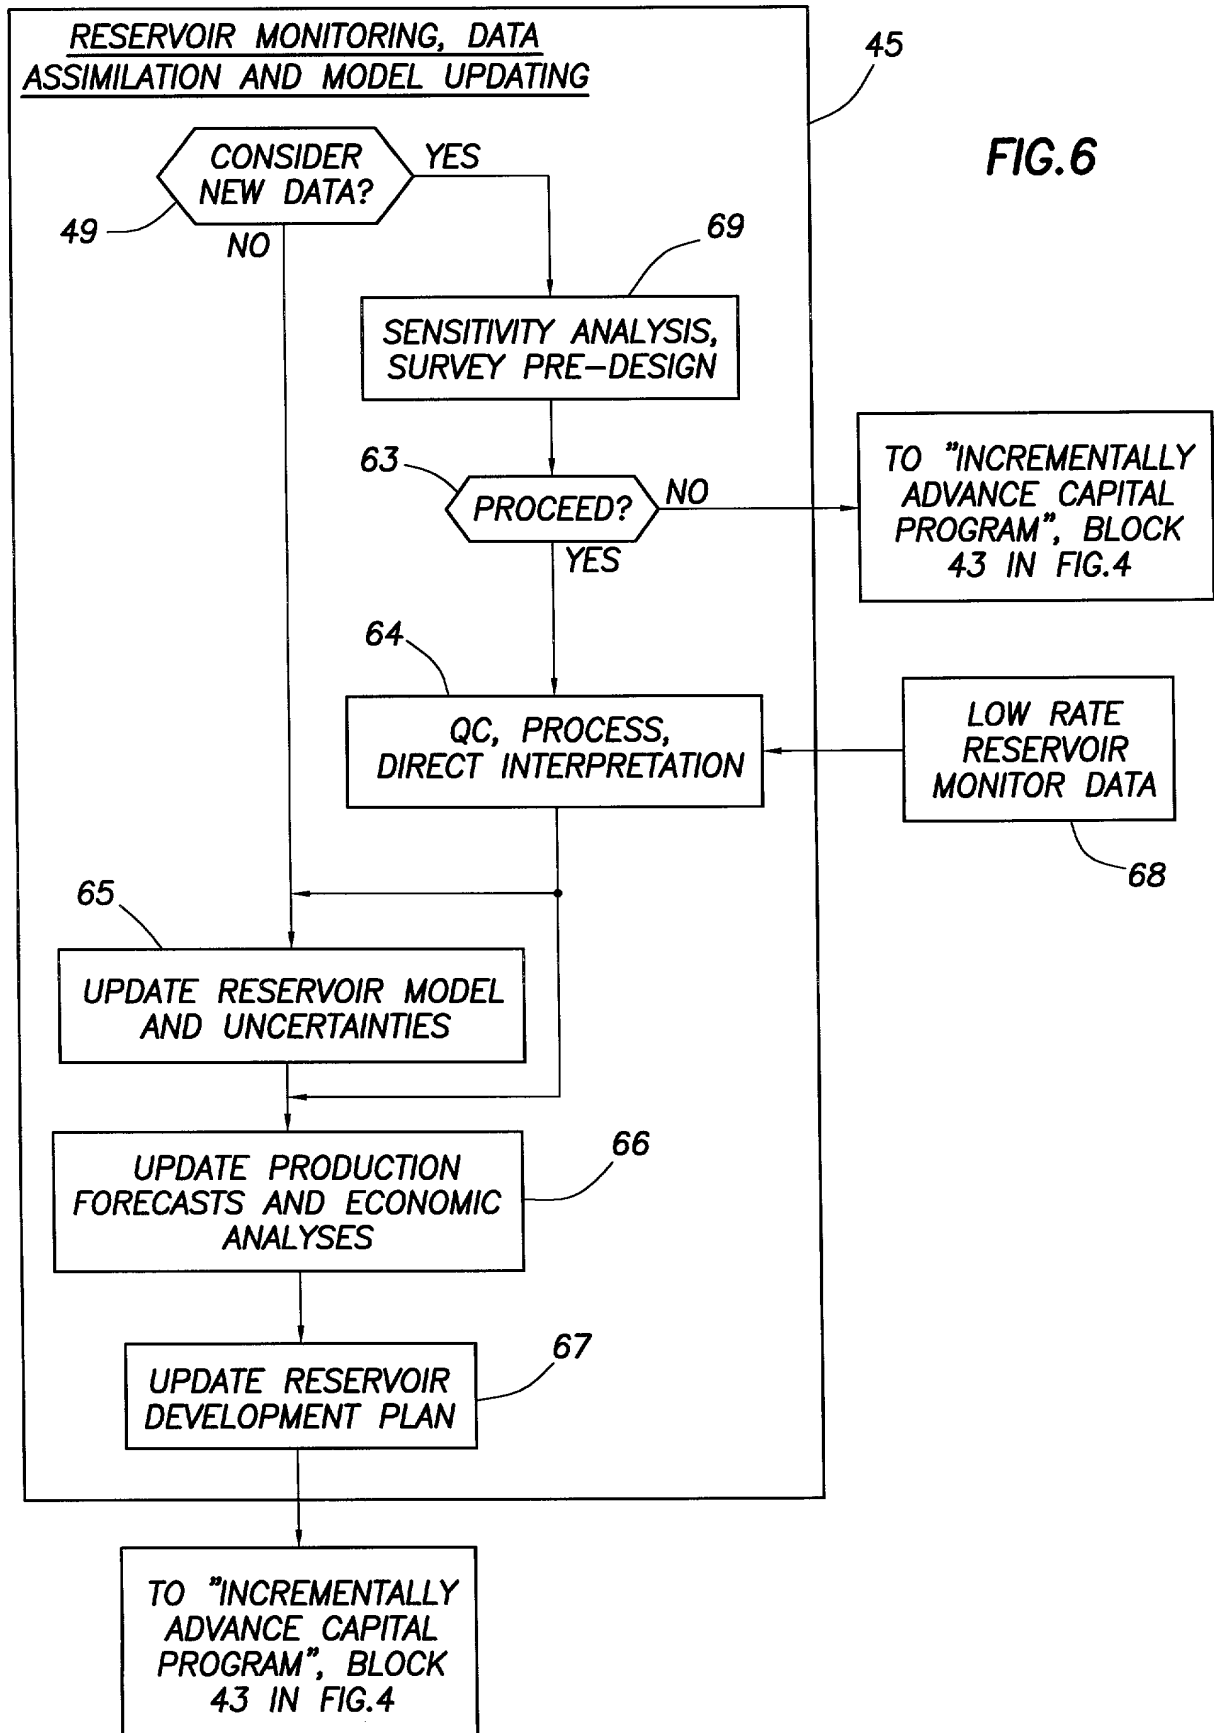 RESERVOIR MONITORING, DATA
ASSIMILATION AND MODEL UPDATING
45
FIG.6
CONSIDER
NEW DATA?
YES
49
NO
69
SENSITIVITY ANALYSIS,
SURVEY PRE-DESIGN
63
PROCEED?
NO
YES
TO "INCREMENTALLY
ADVANCE CAPITAL
PROGRAM", BLOCK
43 IN FIG.4
64
QC, PROCESS,
DIRECT INTERPRETATION
LOW RATE
RESERVOIR
MONITOR DATA
68
65
UPDATE RESERVOIR MODEL
AND UNCERTAINTIES
66
UPDATE PRODUCTION
FORECASTS AND ECONOMIC
ANALYSES
67
UPDATE RESERVOIR
DEVELOPMENT PLAN
TO "INCREMENTALLY
ADVANCE CAPITAL
PROGRAM", BLOCK
43 IN FIG.4